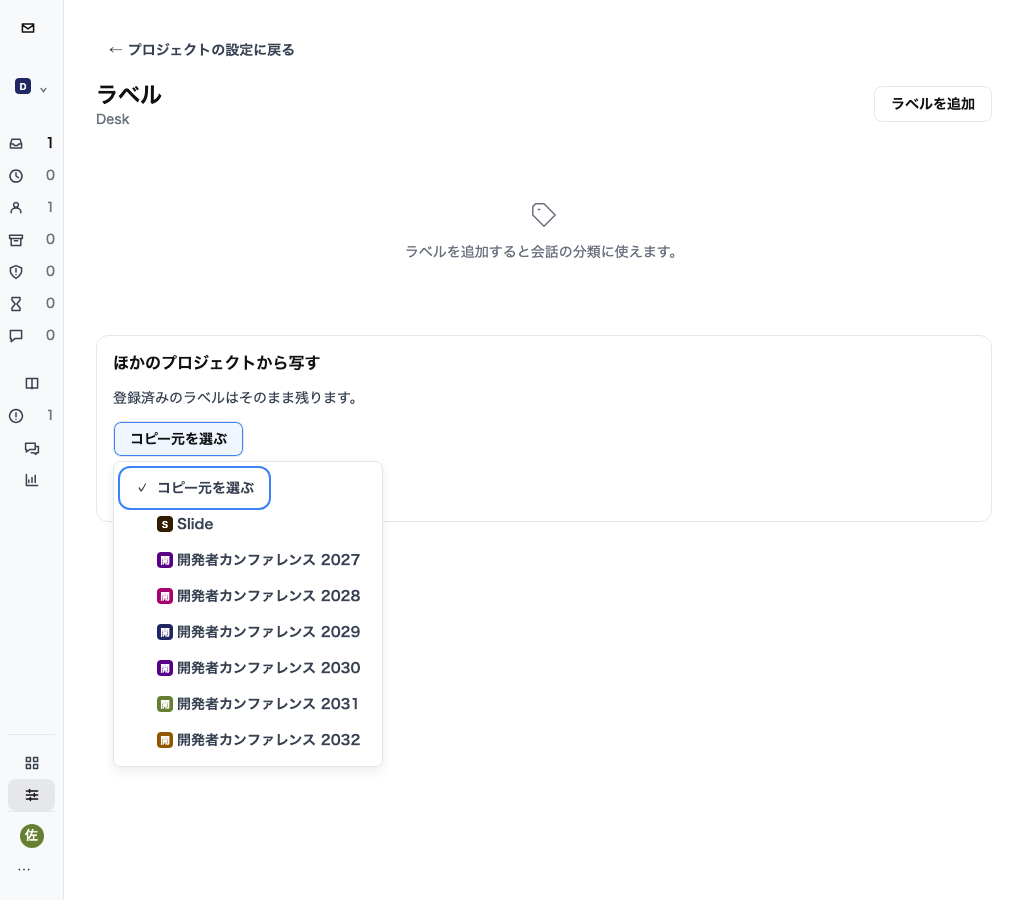 D
1
0
1
0
0
0
0
1
佐
← プロジェクトの設定に戻る
ラベル
Desk
ラベルを追加
ラベルを追加すると会話の分類に使えます。
ほかのプロジェクトから写す
登録済みのラベルはそのまま残ります。
コピー元を選ぶ
✓ コピー元を選ぶ
S Slide
開 開発者カンファレンス 2027
開 開発者カンファレンス 2028
開 開発者カンファレンス 2029
開 開発者カンファレンス 2030
開 開発者カンファレンス 2031
開 開発者カンファレンス 2032